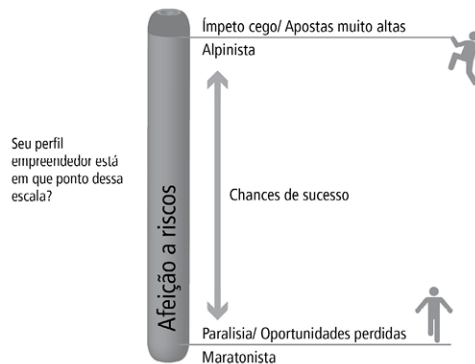 Ímpeto cego/ Apostas muito altas
Alpinista
Seu perfil
empreendedor está
em que ponto dessa
escala?
Chances de sucesso
Afeição a riscos
Paralisia/ Oportunidades perdidas
Maratonista